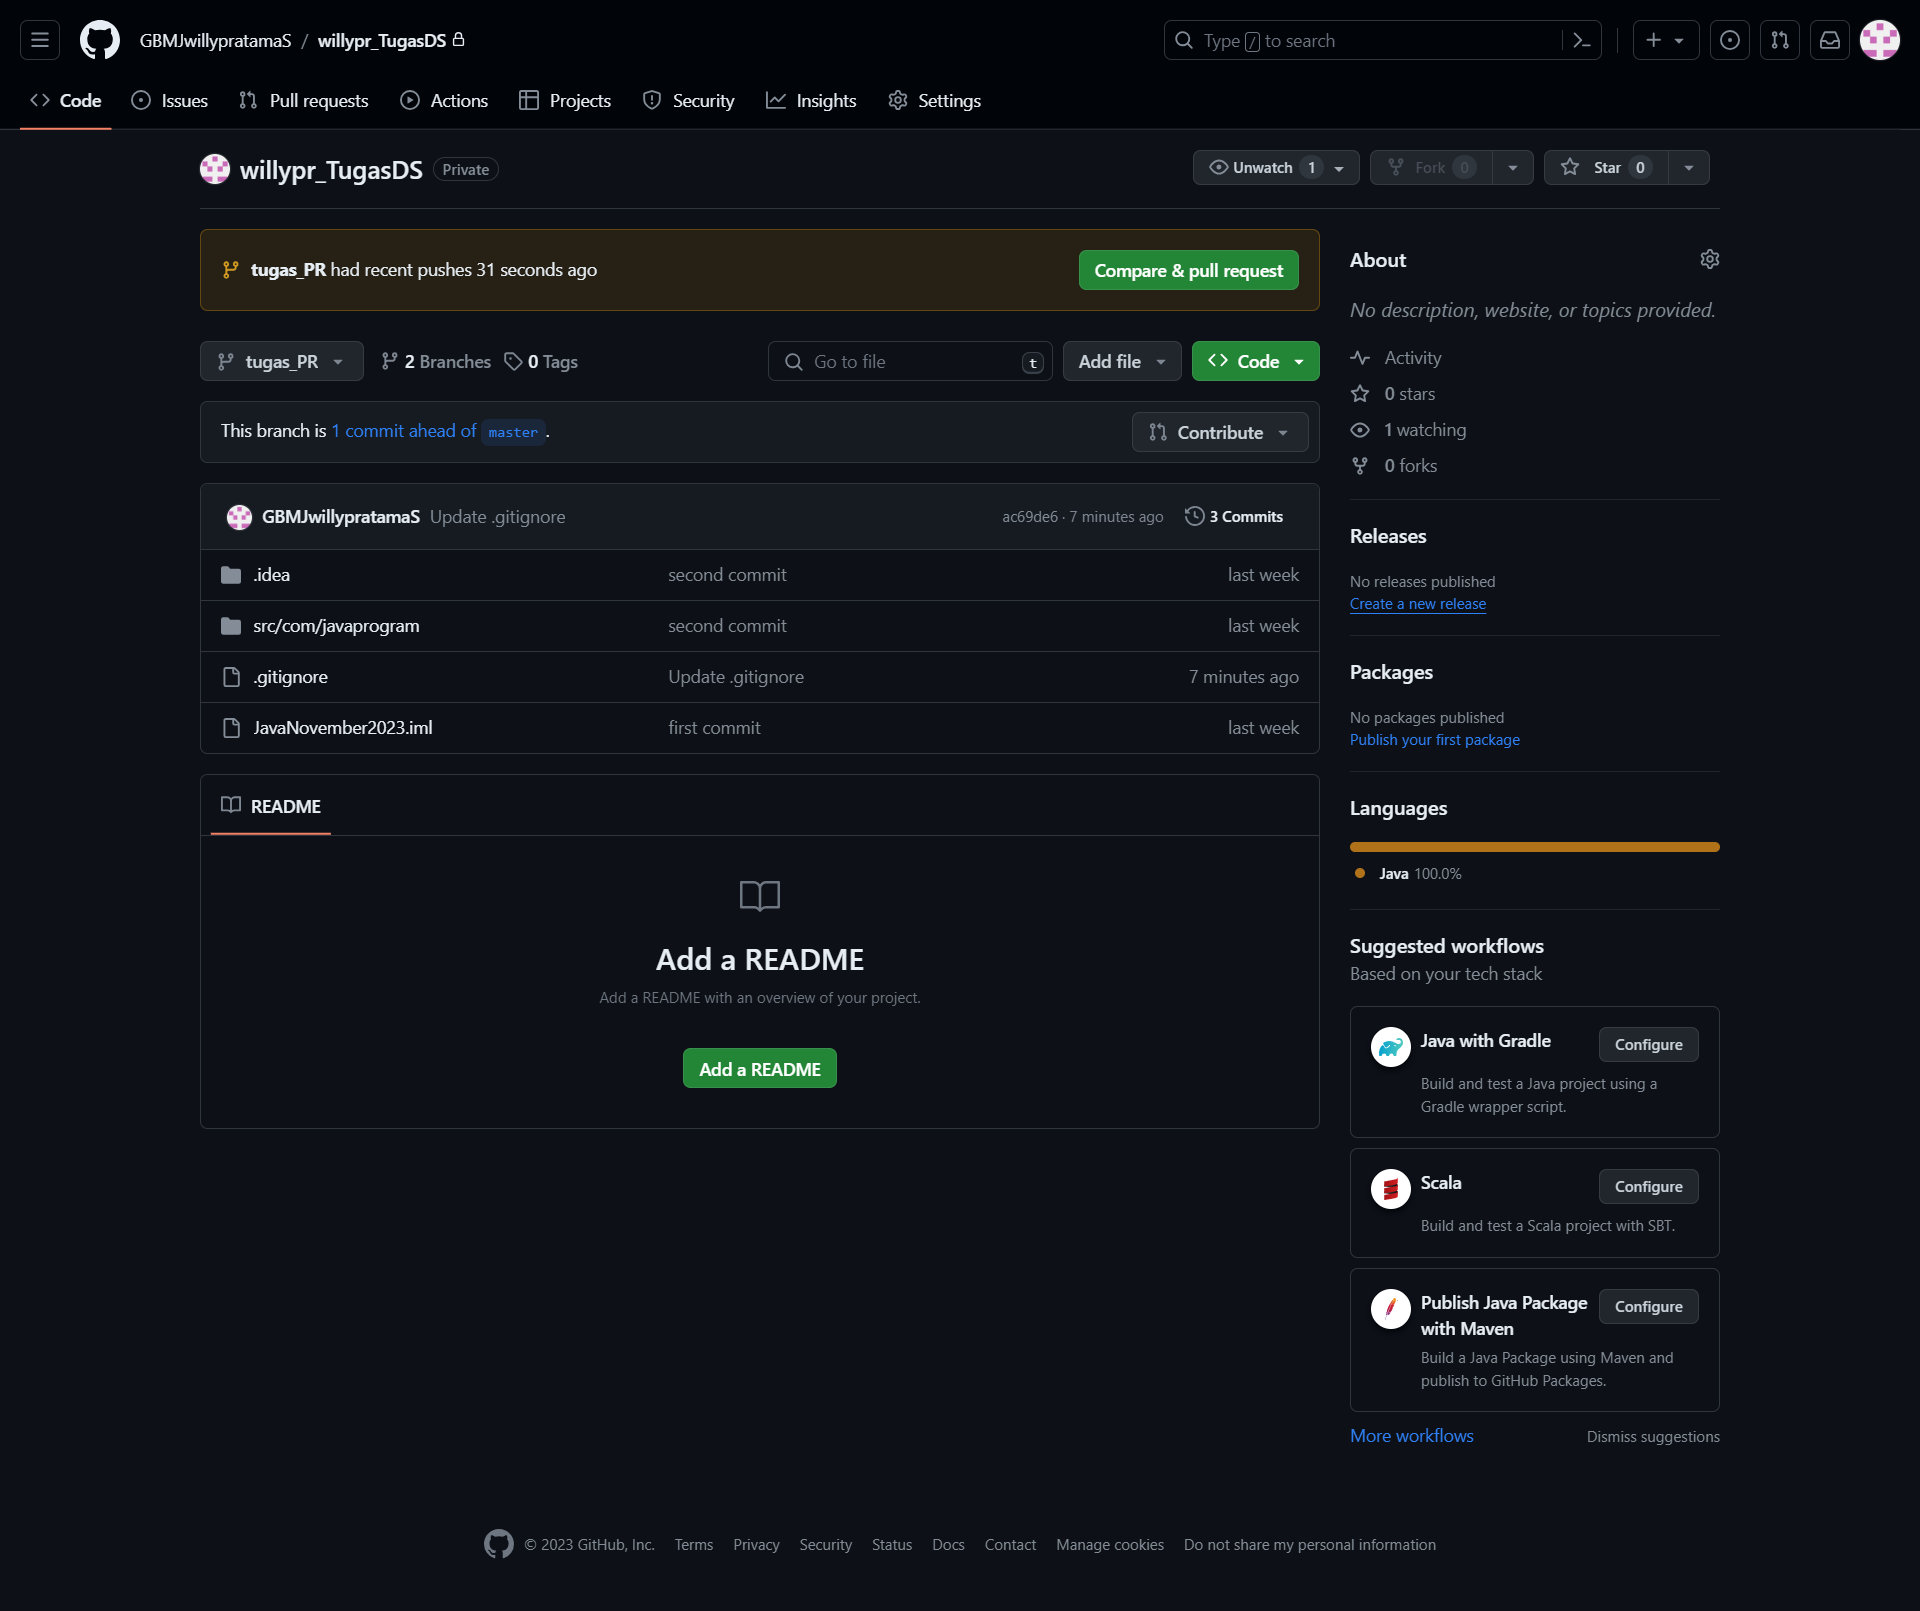 GBMJwillypratamaS / willypr_TugasDS
Type / to search
Code Issues Pull requests Actions Projects Security Insights Settings
willypr_TugasDS Private
Unwatch 1 Fork 0 Star 0
tugas_PR had recent pushes 31 seconds ago
Compare & pull request
tugas_PR 2 Branches 0 Tags
Go to file t
Add file
Code
This branch is 1 commit ahead of master .
Contribute
GBMJwillypratamaS Update .gitignore ac69de6 · 7 minutes ago 3 Commits
.idea second commit last week
src/com/javaprogram second commit last week
.gitignore Update .gitignore 7 minutes ago
JavaNovember2023.iml first commit last week
README
Add a README
Add a README with an overview of your project.
Add a README
About
No description, website, or topics provided.
Activity
0 stars
1 watching
0 forks
Releases
No releases published
Create a new release
Packages
No packages published
Publish your first package
Languages
Java 100.0%
Suggested workflows
Based on your tech stack
Java with Gradle
Configure
Build and test a Java project using a
Gradle wrapper script.
Scala
Configure
Build and test a Scala project with SBT.
Publish Java Package
with Maven
Configure
Build a Java Package using Maven and
publish to GitHub Packages.
More workflows
Dismiss suggestions
© 2023 GitHub, Inc. Terms Privacy Security Status Docs Contact Manage cookies Do not share my personal information